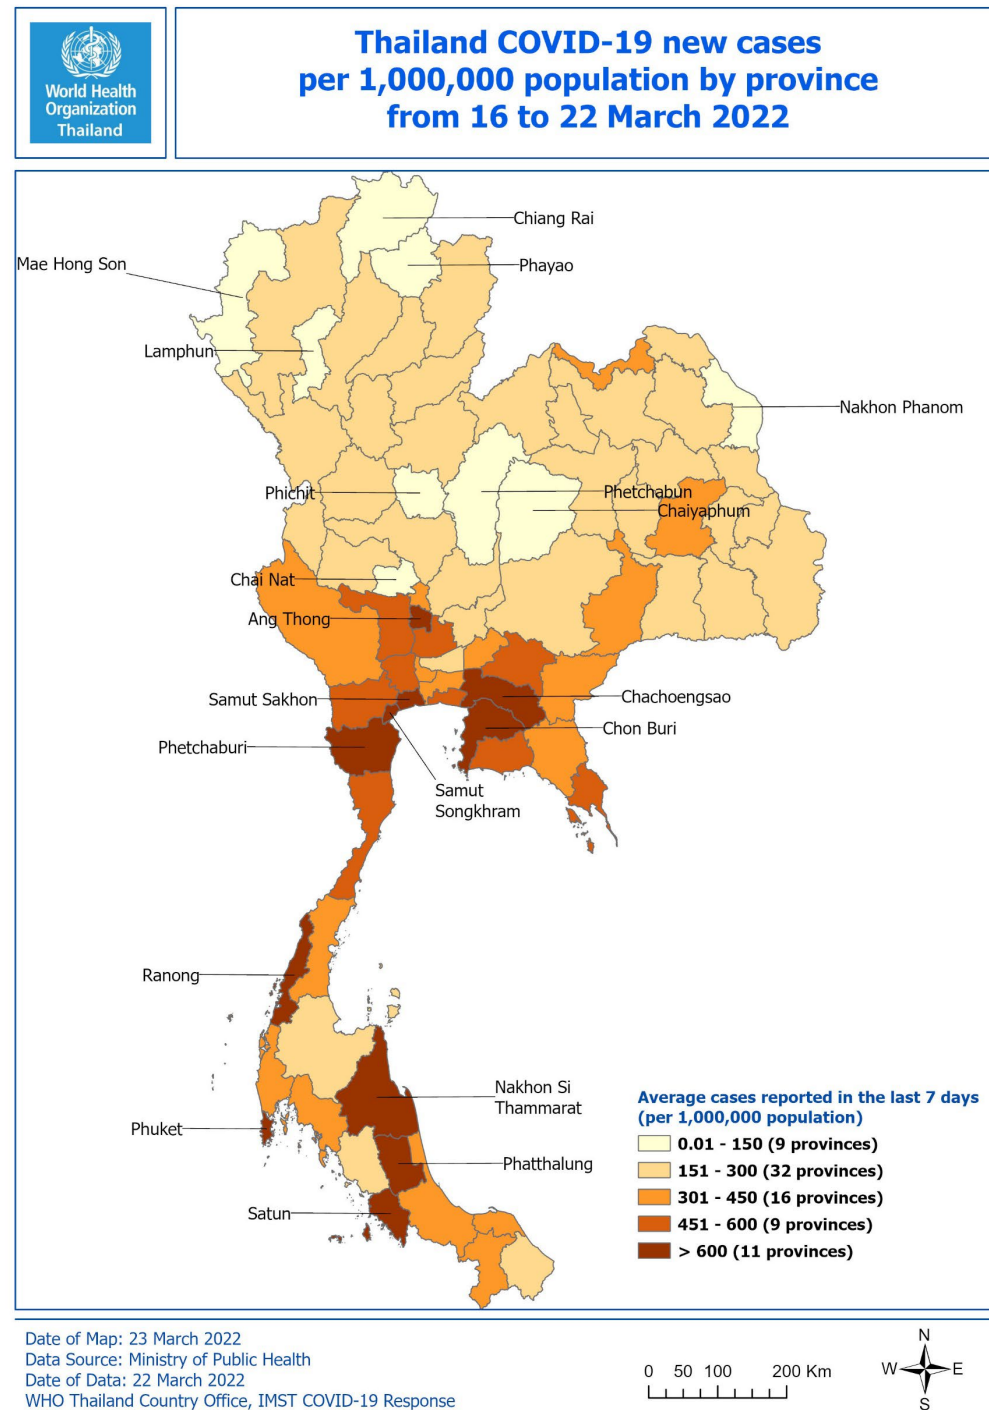 World Health
Organization
Thailand
Thailand COVID-19 new cases
per 1,000,000 population by province
from 16 to 22 March 2022
Chiang Rai
Mae Hong Son
Phayao
Lamphun
Nakhon Phanom
Phichit
Phetchabun
Chaiyaphum
Chai Nat
Ang Thong
Samut Sakhon
Chachoengsao
Chon Buri
Phetchaburi
Samut
Songkhram
Ranong
Nakhon Si
Thammarat
Phuket
Phatthalung
Satun
Average cases reported in the last 7 days
(per 1,000,000 population)
0.01 - 150 (9 provinces)
151 - 300 (32 provinces)
301 - 450 (16 provinces)
451 - 600 (9 provinces)
> 600 (11 provinces)
Date of Map: 23 March 2022
Data Source: Ministry of Public Health
Date of Data: 22 March 2022
WHO Thailand Country Office, IMST COVID-19 Response
0 50 100 200 Km
N
W E
S